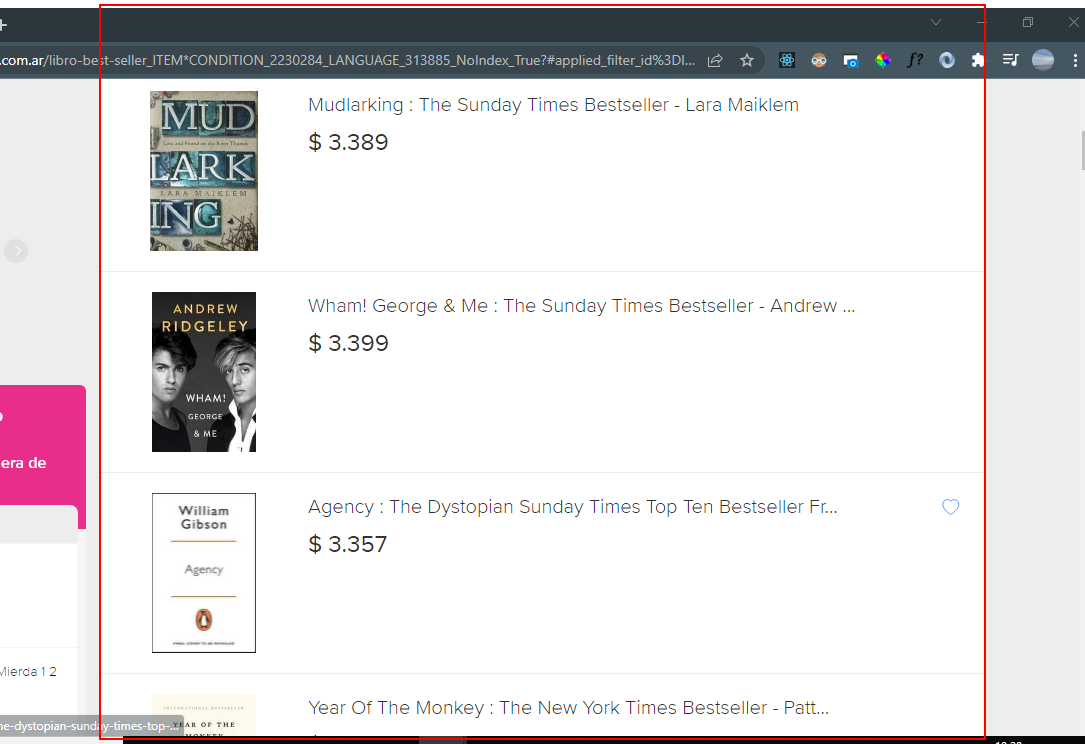 .com.ar/libro-best-seller_ITEM*CONDITION_2230284_LANGUAGE_313885_NoIndex_True?#applied_filter_id%3DI...
f?
MUD
Lost and Found on the River Thames
LARK
LARA MAIKLEM
ING
Mudlarking : The Sunday Times Bestseller - Lara Maiklem
$ 3.389
ANDREW
RIDGELEY
WHAM!
GEORGE
& ME
Wham! George & Me : The Sunday Times Bestseller - Andrew ...
$ 3.399
era de
William
Gibson
Agency
Agency : The Dystopian Sunday Times Top Ten Bestseller Fr...
$ 3.357
Mierda 1 2
INTERNATIONAL BESTSELLER
YEAR OF THE
MONKEY
Year Of The Monkey : The New York Times Bestseller - Patt...
ne-dystopian-sunday-times-top-...